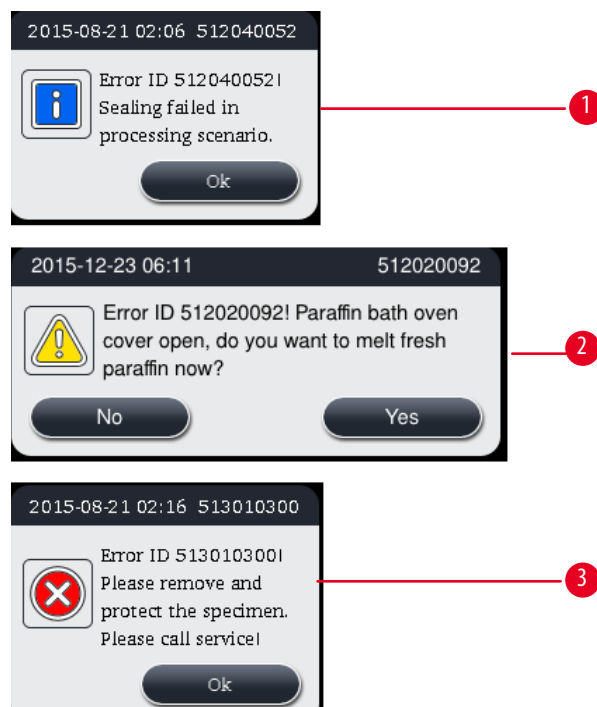 2015-08-21 02:06 512040052
Error ID 512040052!
Sealing failed in
processing scenario.
Ok
1
2015-12-23 06:11 512020092
Error ID 512020092! Paraffin bath oven
cover open, do you want to melt fresh
paraffin now?
No Yes
2
2015-08-21 02:16 513010300
Error ID 513010300!
Please remove and
protect the specimen.
Please call service!
Ok
3